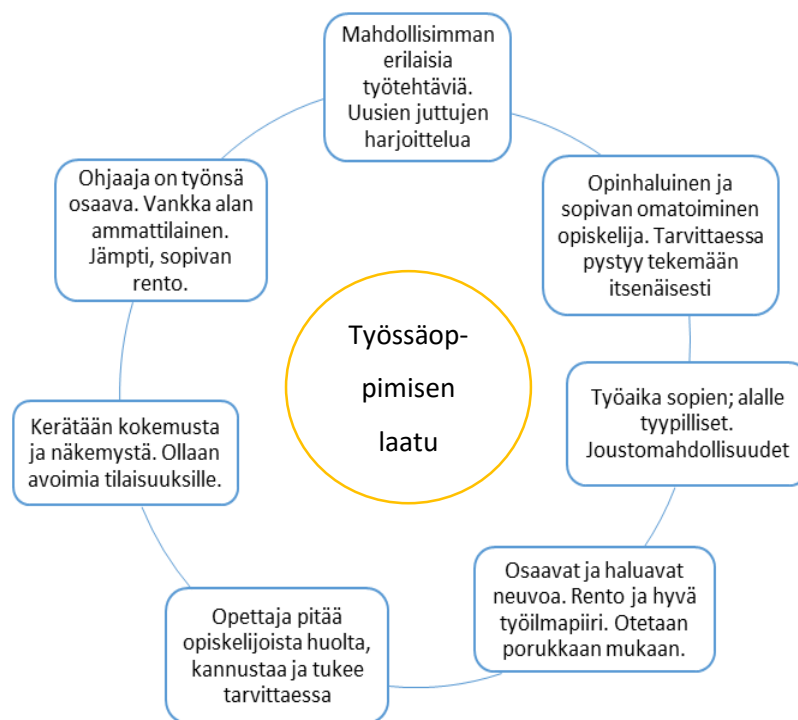 Mahdollisimman
erilaisia
työtehtäviä.
Uusien juttujen
harjoittelua
Opinhaluinen ja
sopivan omatoiminen
opiskelija. Tarvittaessa
pystyy tekemään
itsenäisesti
Työaika sopien; alalle
tyypilliset.
Joustomahdollisuudet
Osaavat ja haluavat
neuvoa. Rento ja hyvä
työilmapiiri. Otetaan
porukkaan mukaan.
Opettaja pitää
opiskelijoista huolta,
kannustaa ja tukee
tarvittaessa
Kerätään kokemusta
ja näkemystä. Ollaan
avoimia tilaisuuksille.
Ohjaaja on työnsä
osaava. Vankka alan
ammattilainen.
Jämpti, sopivan
rento.
Työssäop-
pimisen
laatu